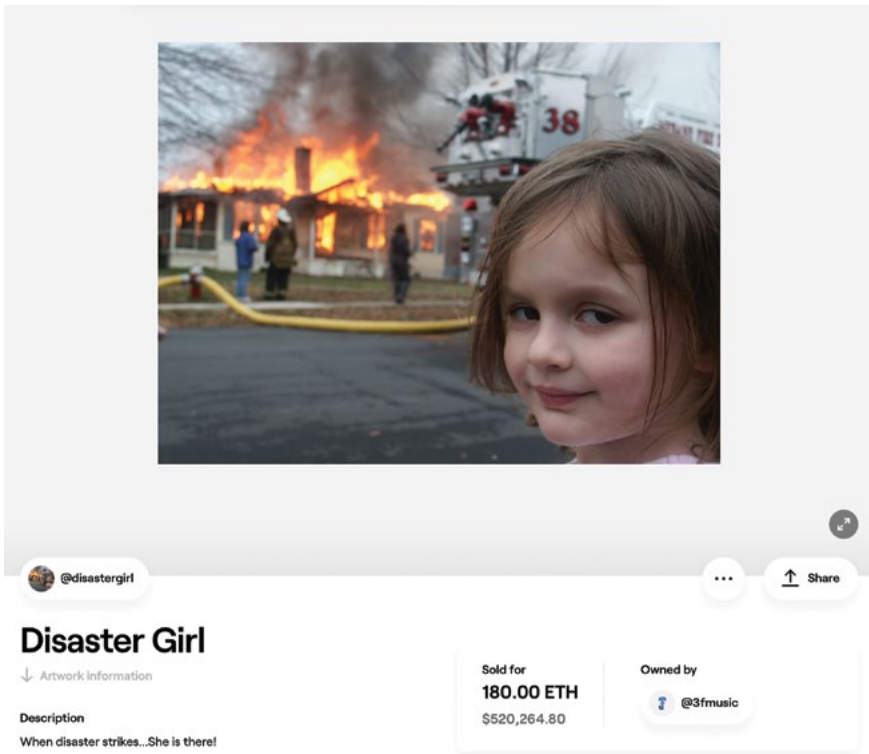 38
@disastergirl
Share
Disaster Girl
Artwork information
Description
When disaster strikes...She is there!
Sold for
180.00 ETH
$520,264.80
Owned by
@3fmusic